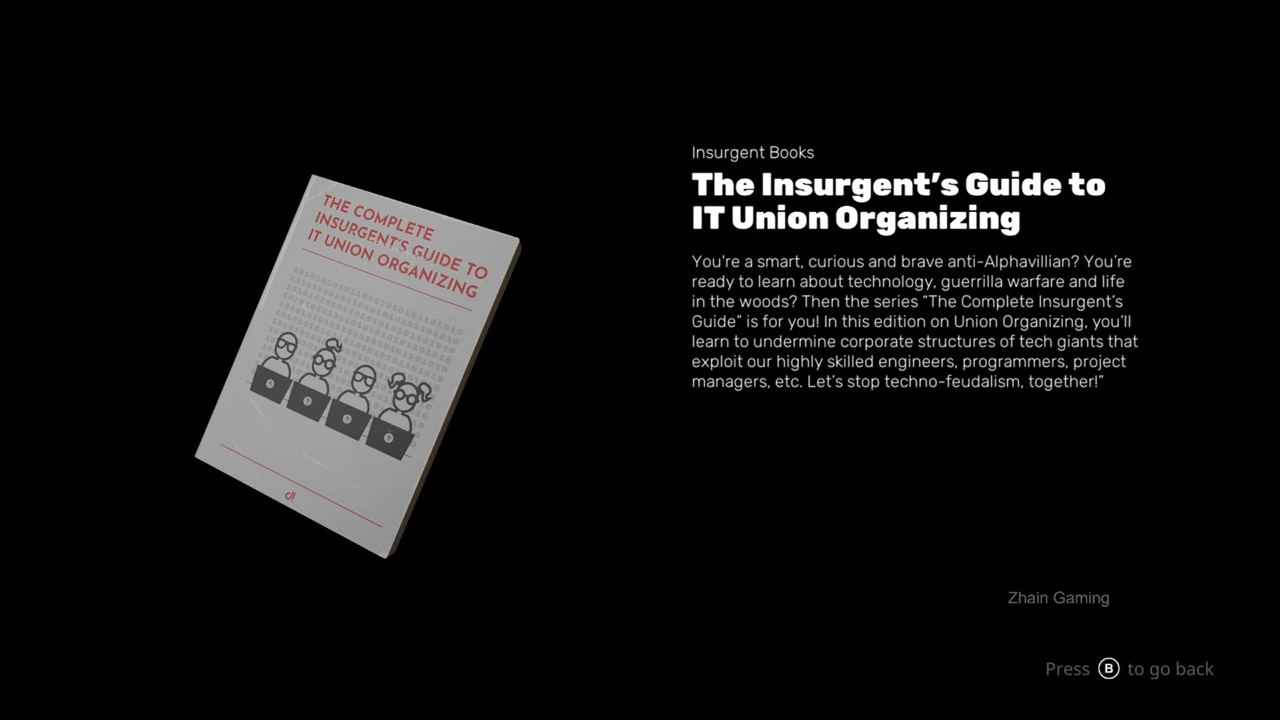 THE COMPLETE
INSURGENT'S GUIDE TO
IT UNION ORGANIZING
d!
Insurgent Books
The Insurgent's Guide to
IT Union Organizing
You're a smart, curious and brave anti-Alphavillian? You're
ready to learn about technology, guerrilla warfare and life
in the woods? Then the series "The Complete Insurgent's
Guide" is for you! In this edition on Union Organizing, you'll
learn to undermine corporate structures of tech giants that
exploit our highly skilled engineers, programmers, project
managers, etc. Let's stop techno-feudalism, together!"
Zhain Gaming
Press B to go back